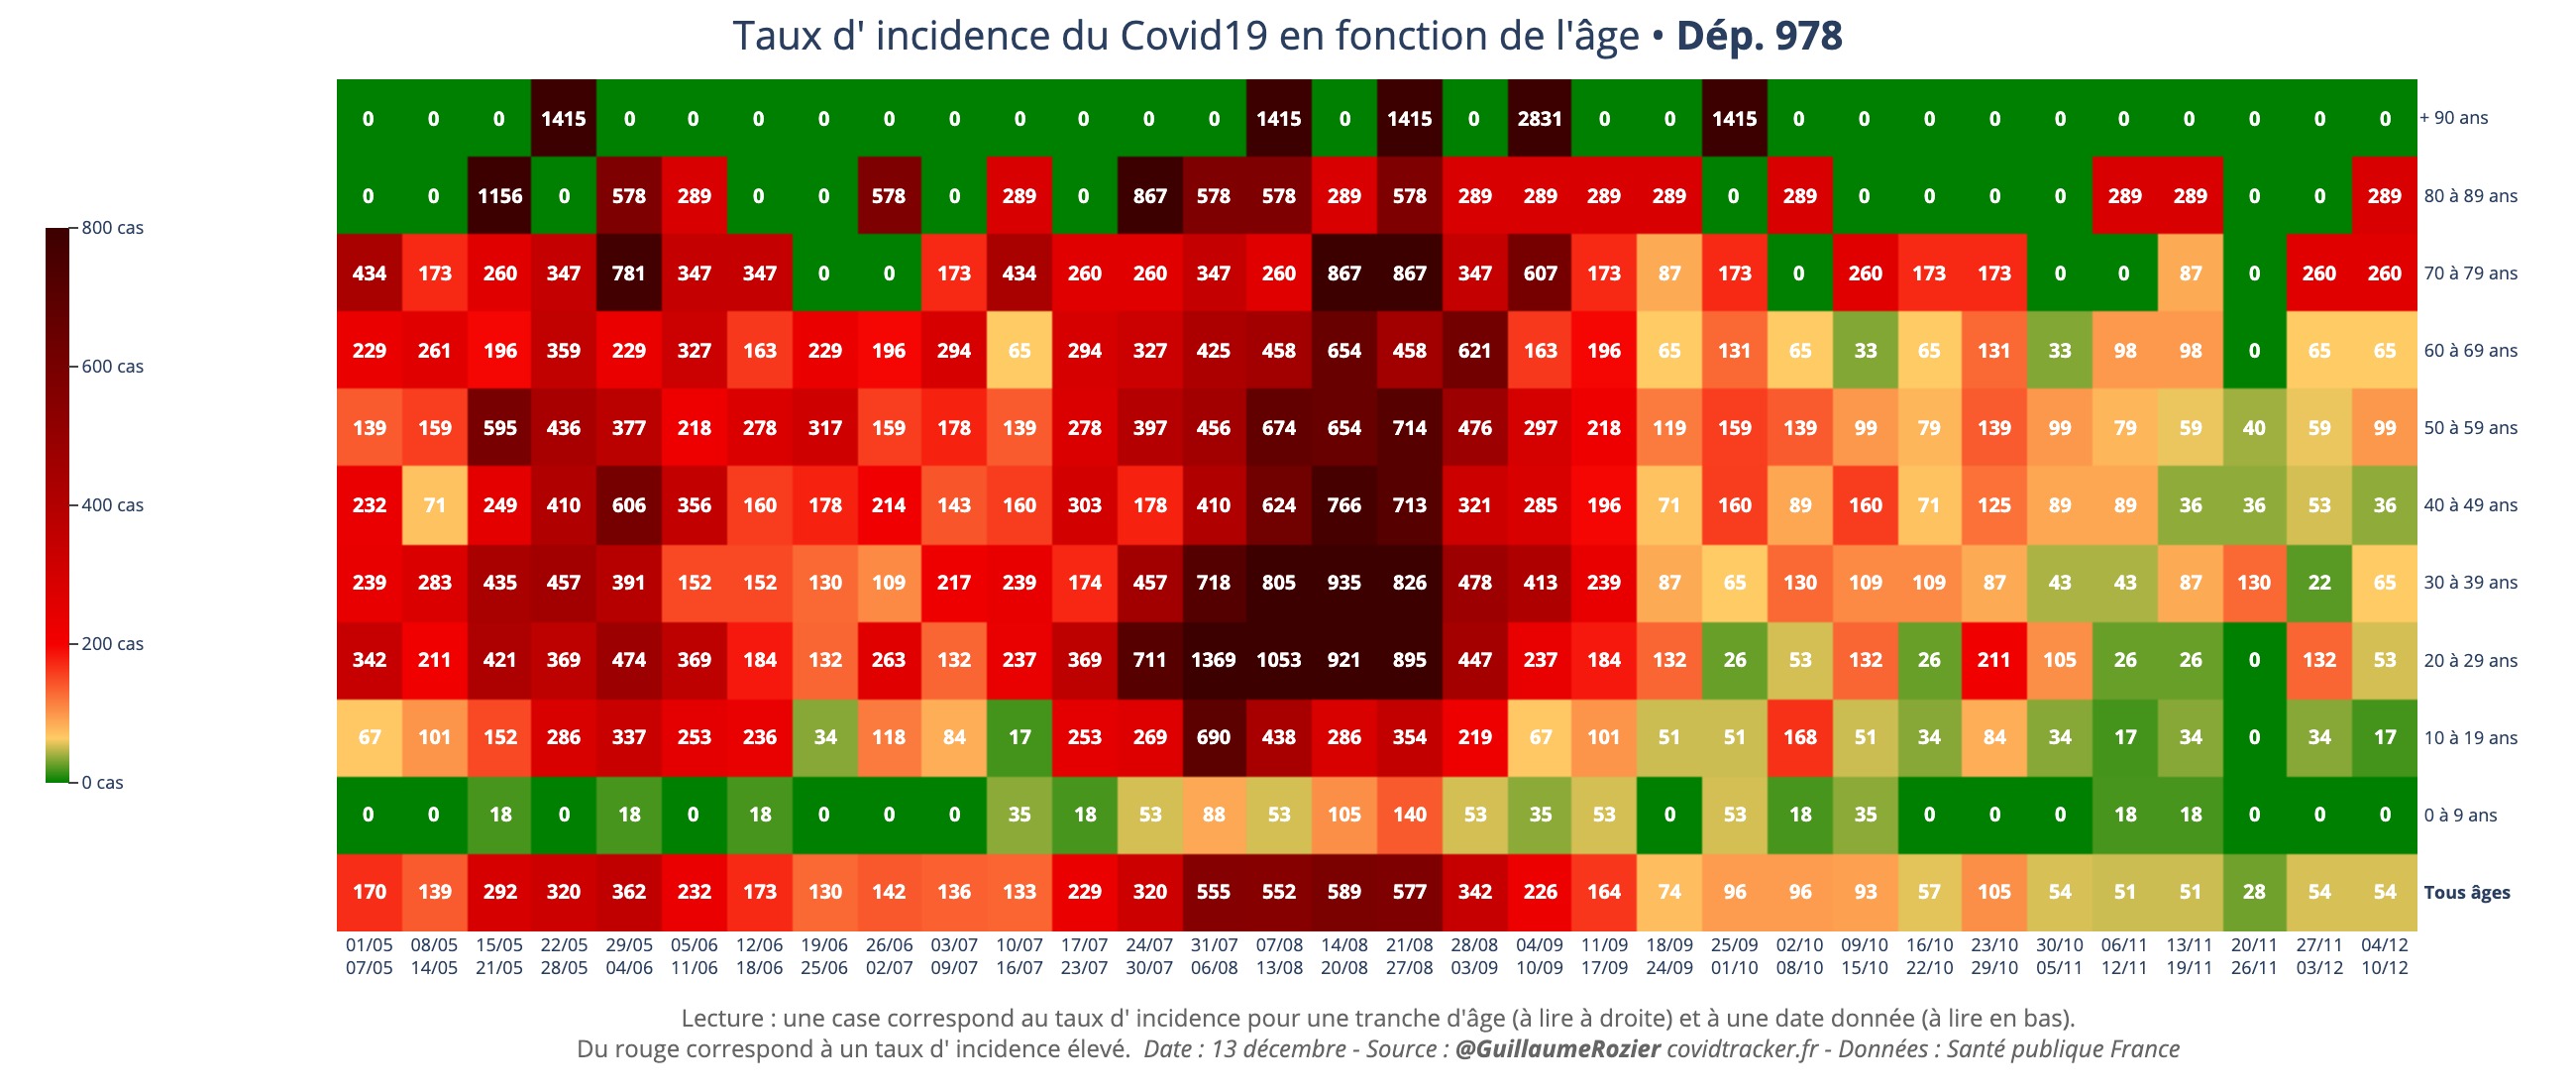 Taux d' incidence du Covid19 en fonction de l'âge • Dép. 978
0 0 0 1415 0 0 0 0 0 0 0 0 0 0 1415 0 1415 0 2831 0 0 1415 0 0 0 0 0 0 0 0 0 0 + 90 ans
0 0 1156 0 578 289 0 0 578 0 289 0 867 578 578 289 578 289 289 289 289 0 289 0 0 0 0 289 289 0 0 289 80 à 89 ans
800 cas
434 173 260 347 781 347 347 0 0 173 434 260 260 347 260 867 867 347 607 173 87 173 0 260 173 173 0 0 87 0 260 260 70 à 79 ans
229 261 196 359 229 327 163 229 196 294 65 294 327 425 458 654 458 621 163 196 65 131 65 33 65 131 33 98 98 0 65 65 60 à 69 ans
600 cas
139 159 595 436 377 218 278 317 159 178 139 278 397 456 674 654 714 476 297 218 119 159 139 99 79 139 99 79 59 40 59 99 50 à 59 ans
400 cas
232 71 249 410 606 356 160 178 214 143 160 303 178 410 624 766 713 321 285 196 71 160 89 160 71 125 89 89 36 36 53 36 40 à 49 ans
239 283 435 457 391 152 152 130 109 217 239 174 457 718 805 935 826 478 413 239 87 65 130 109 109 87 43 43 87 130 22 65 30 à 39 ans
200 cas
342 211 421 369 474 369 184 132 263 132 237 369 711 1369 1053 921 895 447 237 184 132 26 53 132 26 211 105 26 26 0 132 53 20 à 29 ans
67 101 152 286 337 253 236 34 118 84 17 253 269 690 438 286 354 219 67 101 51 51 168 51 34 84 34 17 34 0 34 17 10 à 19 ans
0 cas
0 0 18 0 18 0 18 0 0 0 35 18 53 88 53 105 140 53 35 53 0 53 18 35 0 0 0 18 18 0 0 0 0 à 9 ans
170 139 292 320 362 232 173 130 142 136 133 229 320 555 552 589 577 342 226 164 74 96 96 93 57 105 54 51 51 28 54 54 Tous âges
01/05 08/05 15/05 22/05 29/05 05/06 12/06 19/06 26/06 03/07 10/07 17/07 24/07 31/07 07/08 14/08 21/08 28/08 04/09 11/09 18/09 25/09 02/10 09/10 16/10 23/10 30/10 06/11 13/11 20/11 27/11 04/12
07/05 14/05 21/05 28/05 04/06 11/06 18/06 25/06 02/07 09/07 16/07 23/07 30/07 06/08 13/08 20/08 27/08 03/09 10/09 17/09 24/09 01/10 08/10 15/10 22/10 29/10 05/11 12/11 19/11 26/11 03/12 10/12
Lecture : une case correspond au taux d' incidence pour une tranche d'âge (à lire à droite) et à une date donnée (à lire en bas).
Du rouge correspond à un taux d' incidence élevé. Date : 13 décembre - Source : @GuillaumeRozier covidtracker.fr - Données : Santé publique France